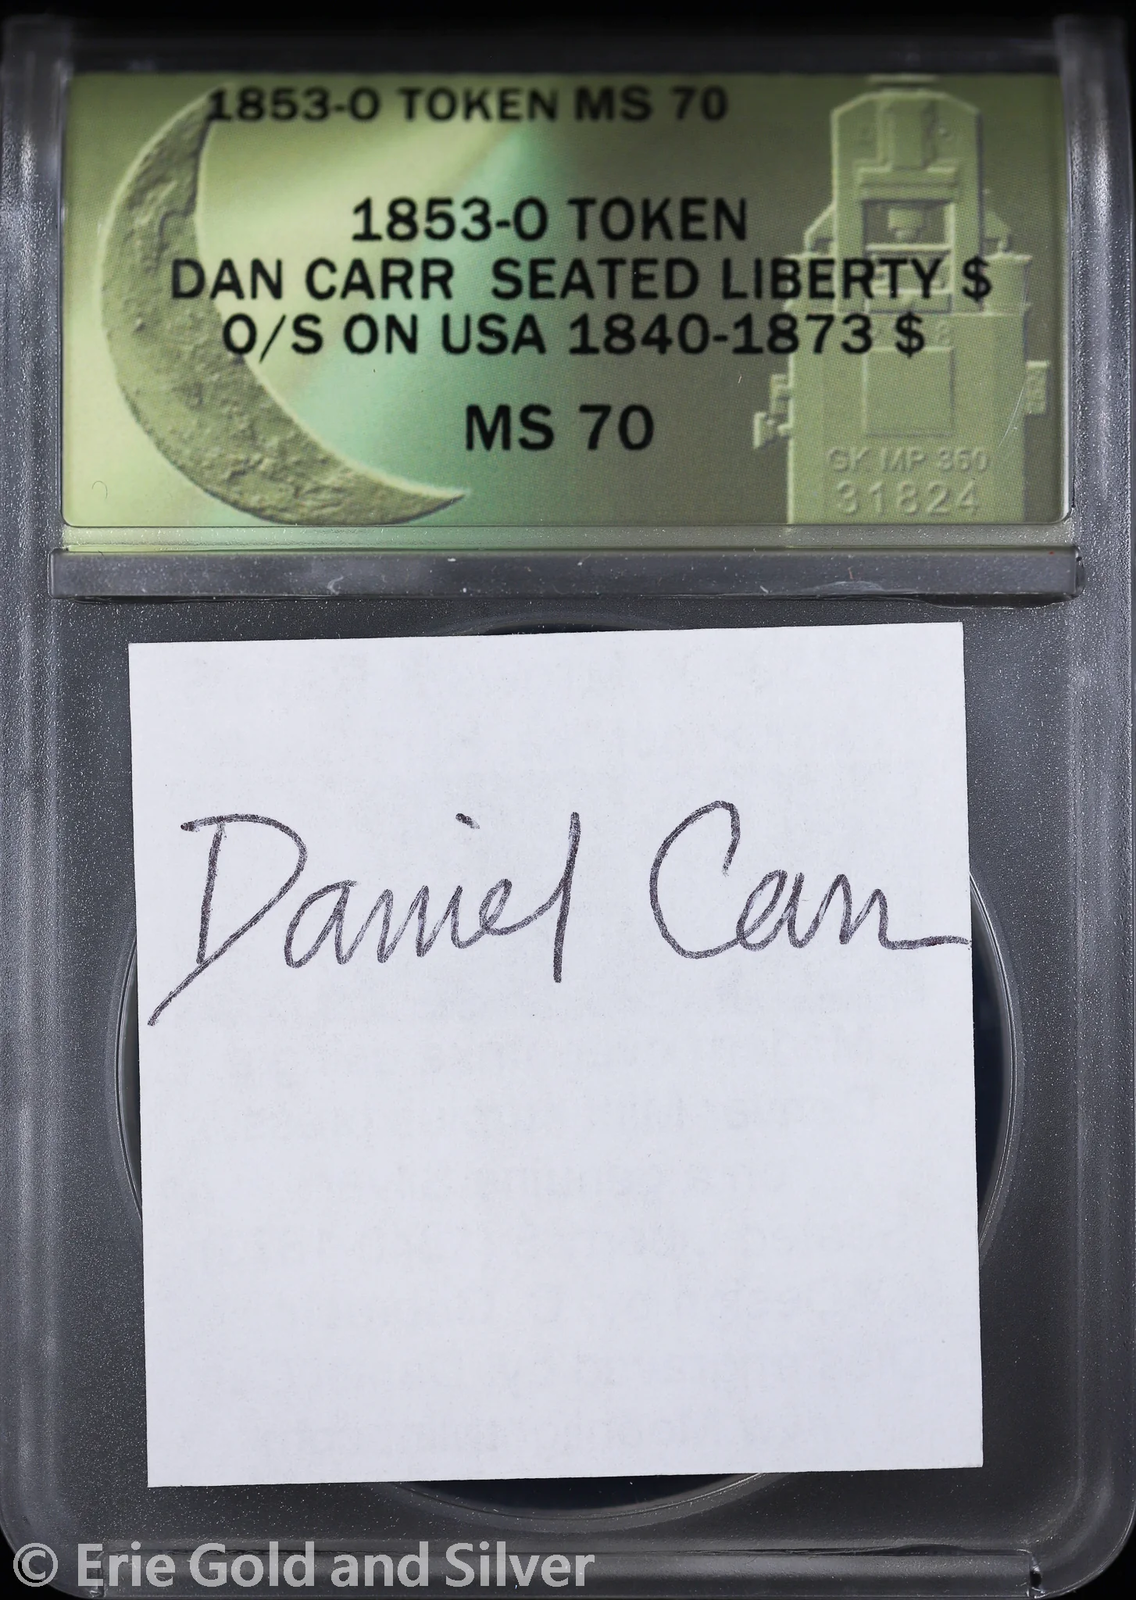 1853-O TOKEN MS 70
1853-O TOKEN
DAN CARR SEATED LIBERTY $
O/S ON USA 1840-1873 $
MS 70
GK MP 360
31824
Daniel Carr
© Erie Gold and Silver